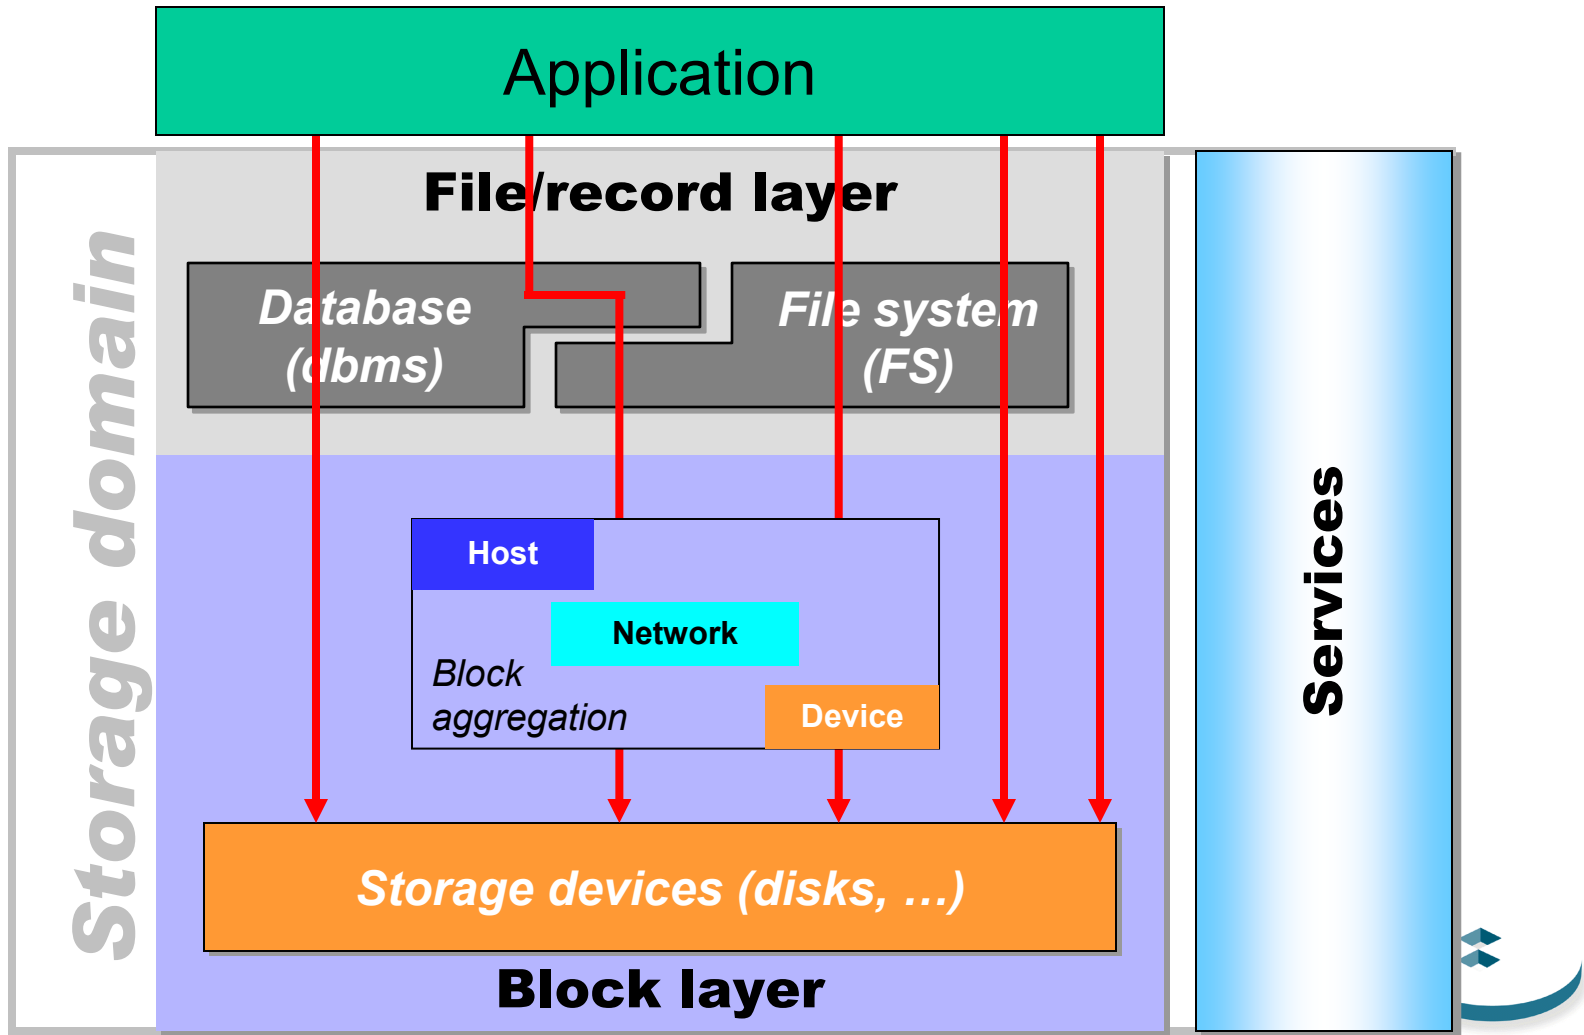 Application
File/record layer
Database
(dbms)
File system
(FS)
Storage domain
Host
Network
Block
aggregation
Device
Services
Storage devices (disks, …)
Block layer